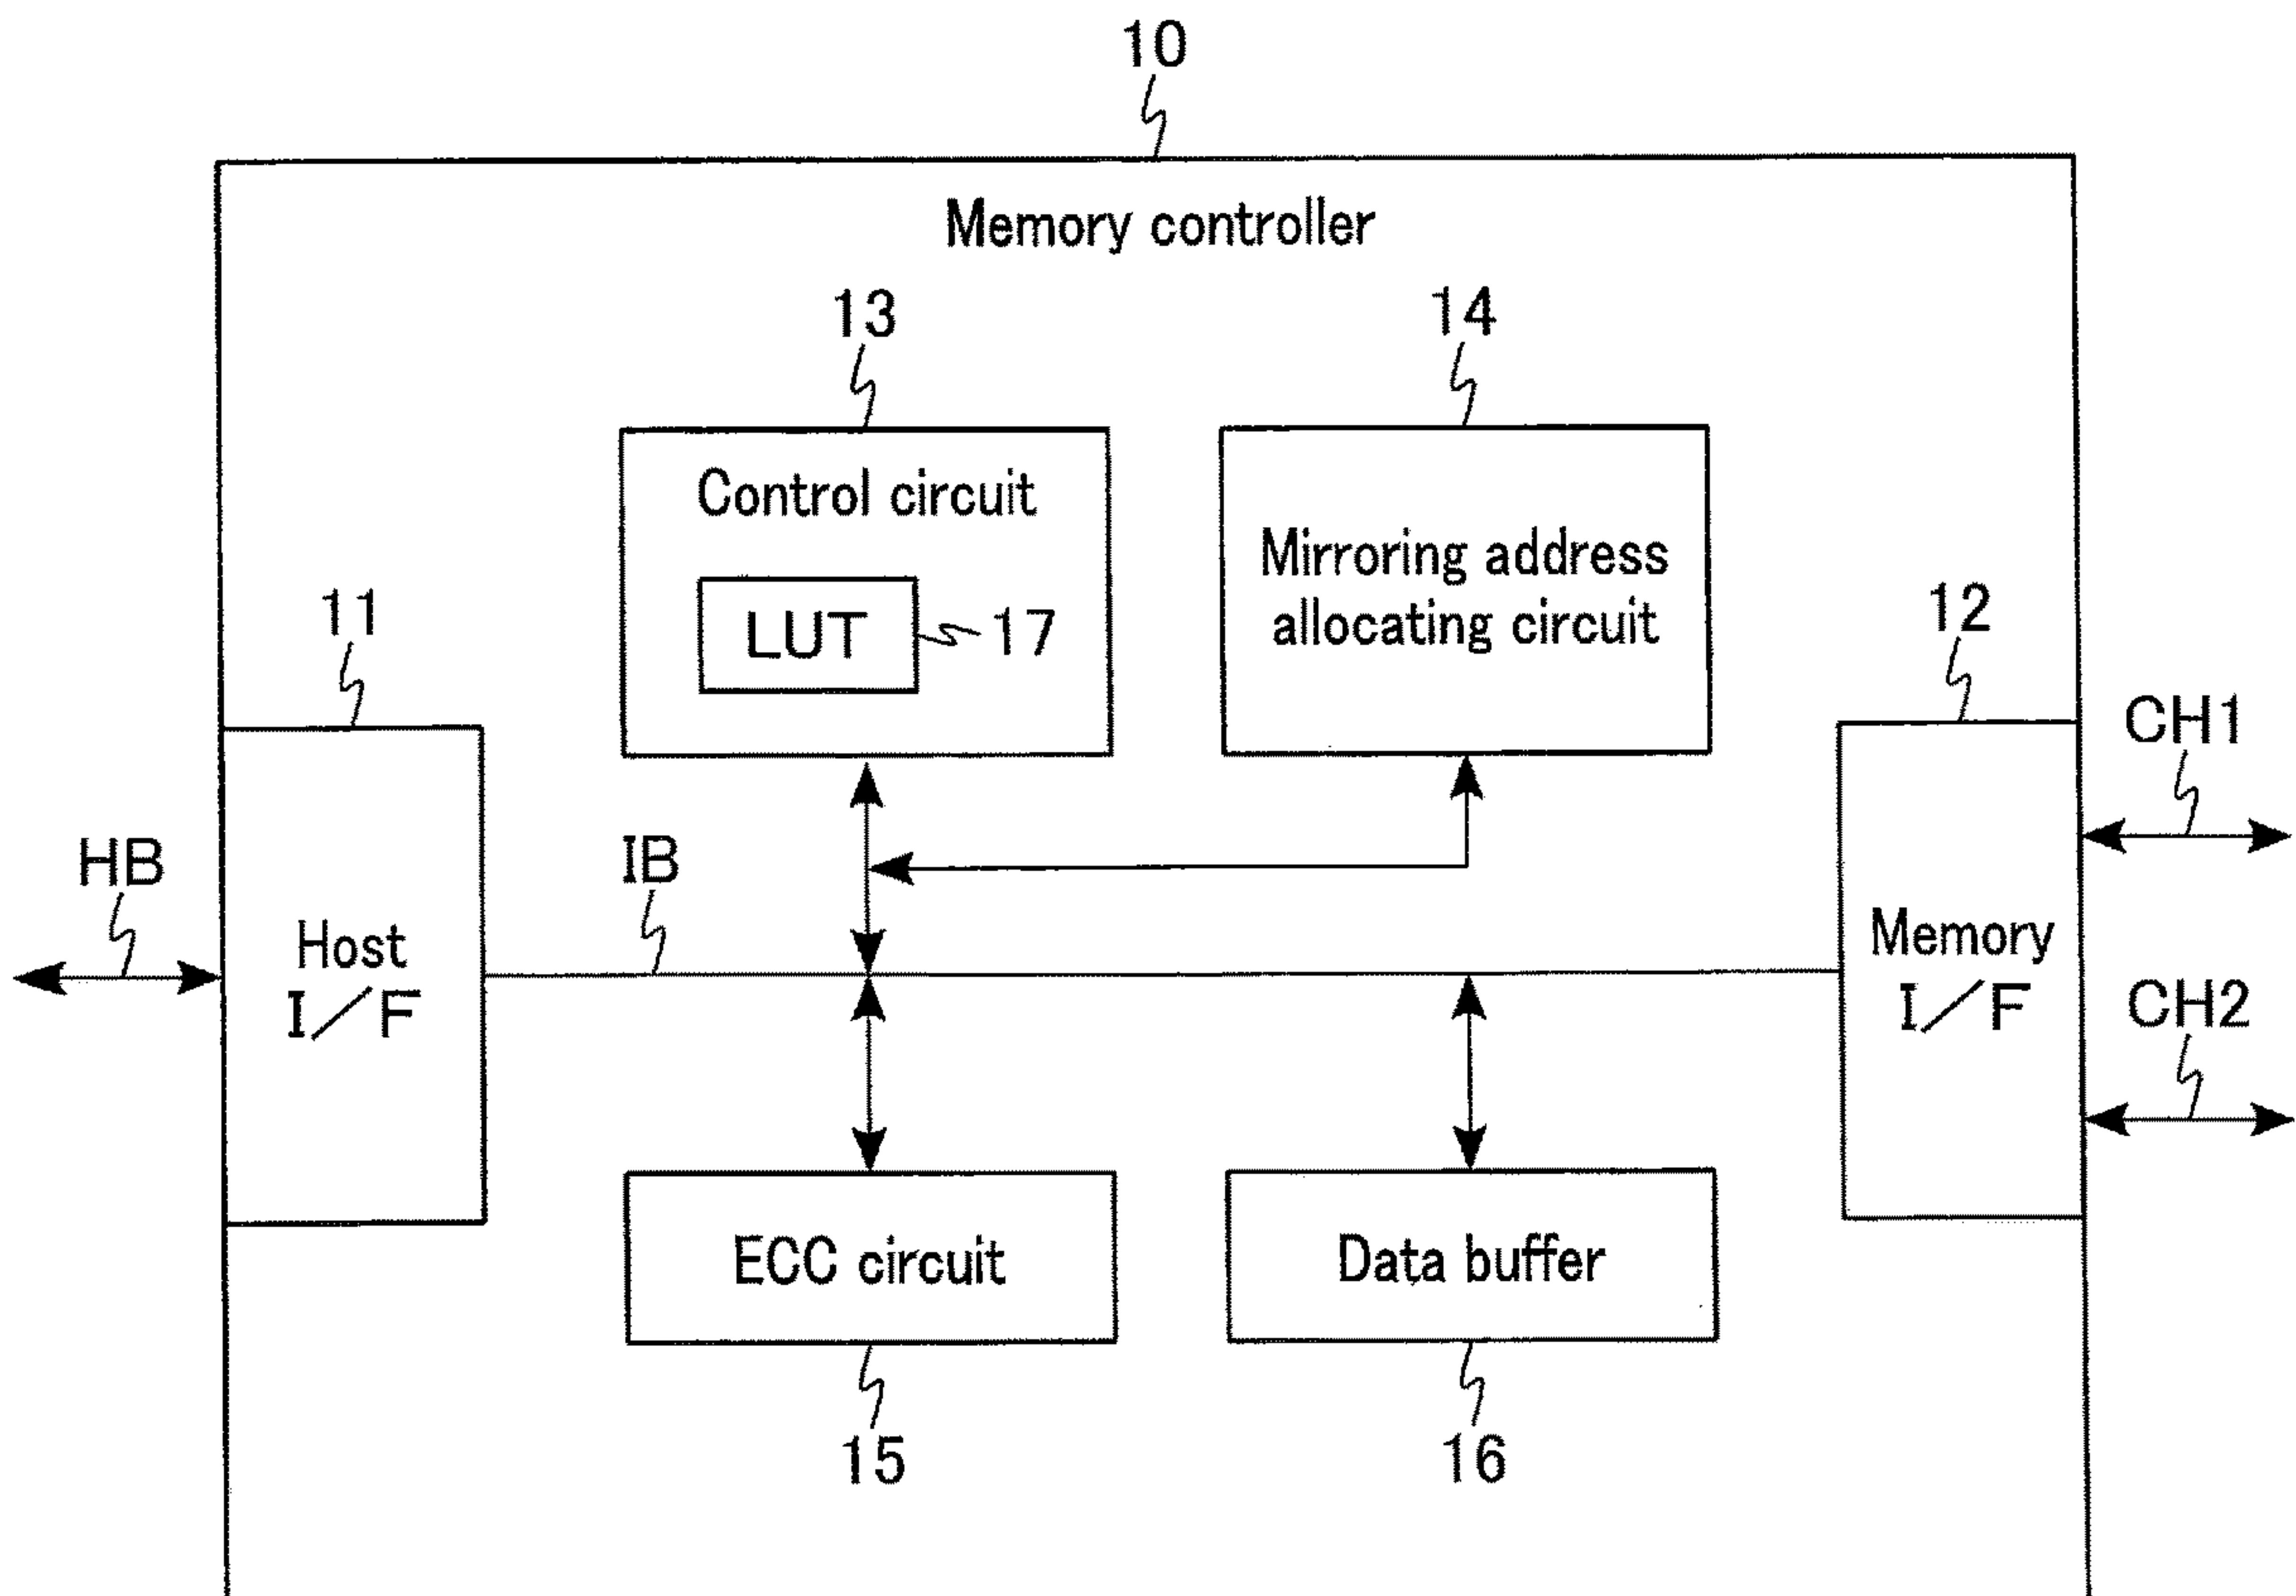 10
Memory controller
13
14
Control circuit
LUT
17
Mirroring address
allocating circuit
11
12
CH1
HB
IB
Host
I/F
Memory
I/F
CH2
ECC circuit
Data buffer
15
16